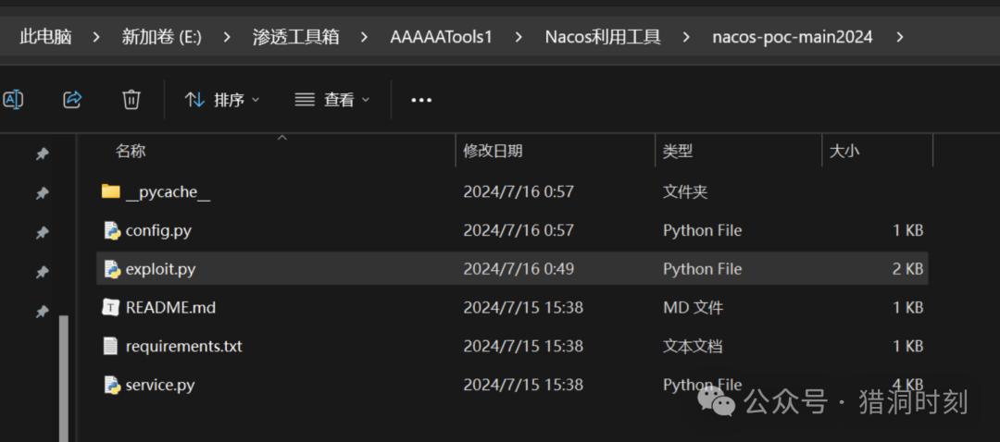 此电脑 > 新加卷 (E:) > 渗透工具箱 > AAAAATools1 > Nacos利用工具 > nacos-poc-main2024 >
排序 查看 •••
名称 修改日期 类型 大小
__pycache__ 2024/7/16 0:57 文件夹
config.py 2024/7/16 0:57 Python File 1 KB
exploit.py 2024/7/16 0:49 Python File 2 KB
README.md 2024/7/15 15:38 MD 文件 1 KB
requirements.txt 2024/7/15 15:38 文本文档 1 KB
service.py 2024/7/15 15:38 Python File 4 KB
公众号 · 猎洞时刻